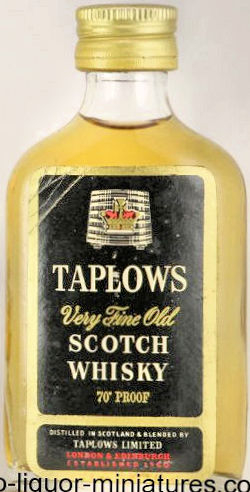 TAPLOWS
Very Fine Old
SCOTCH
WHISKY
70° PROOF
DISTILLED IN SCOTLAND & BLENDED BY
TAPLOWS LIMITED
LONDON & EDINBURGH
ESTABLISHED
o-liquor-miniatures.co